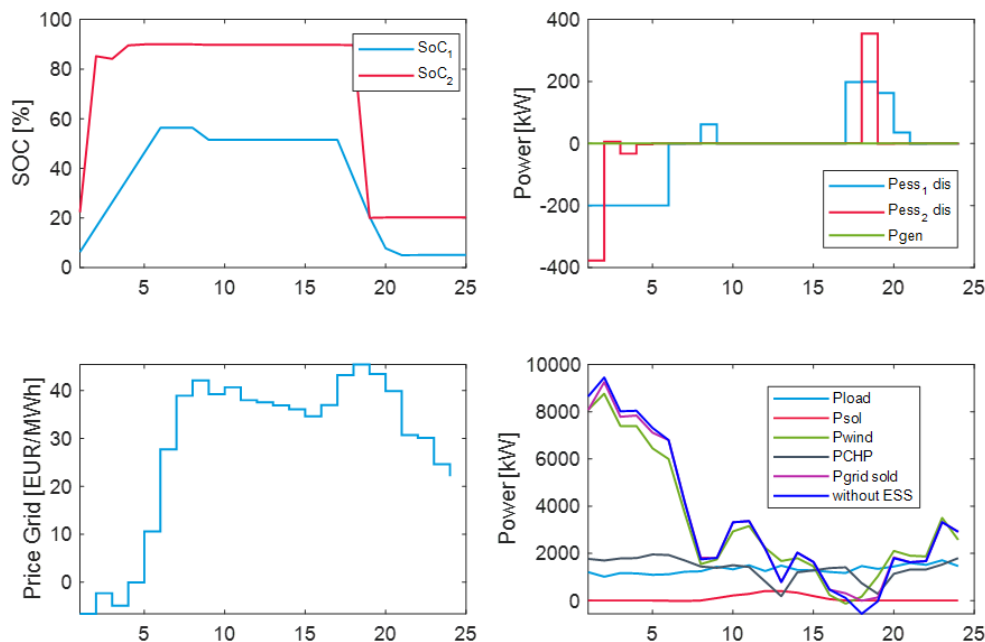 SOC [%]
100
80
60
40
20
0
5
10
15
20
25
SoC1
SoC2
Power [kW]
400
200
0
-200
-400
5
10
15
20
25
Pess1 dis
Pess2 dis
Pgen
Price Grid [EUR/MWh]
40
30
20
10
0
5
10
15
20
25
Power [kW]
10000
8000
6000
4000
2000
0
5
10
15
20
25
Pload
Psol
Pwind
PCHP
Pgrid sold
without ESS